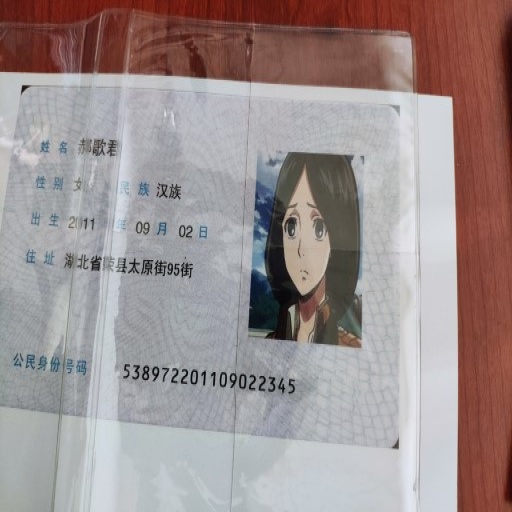 姓名 郝歌君
性别 女 民族 汉族
出生 2011 年 09 月 02 日
住址 湖北省荣县太原街95街
公民身份号码 538972201109022345